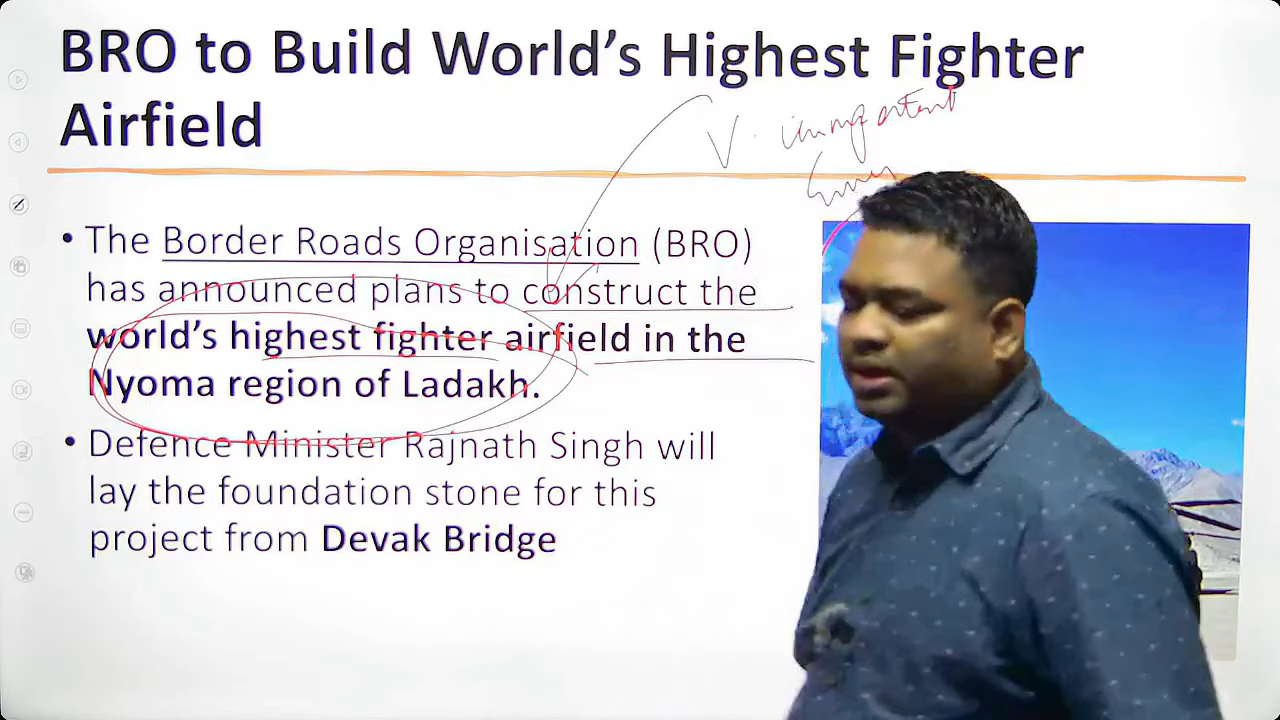 BRO to Build World's Highest Fighter
Airfield
V. important
• The Border Roads Organisation (BRO)
has announced plans to construct the
world's highest fighter airfield in the
Nyoma region of Ladakh.
• Defence Minister Rajnath Singh will
lay the foundation stone for this
project from Devak Bridge